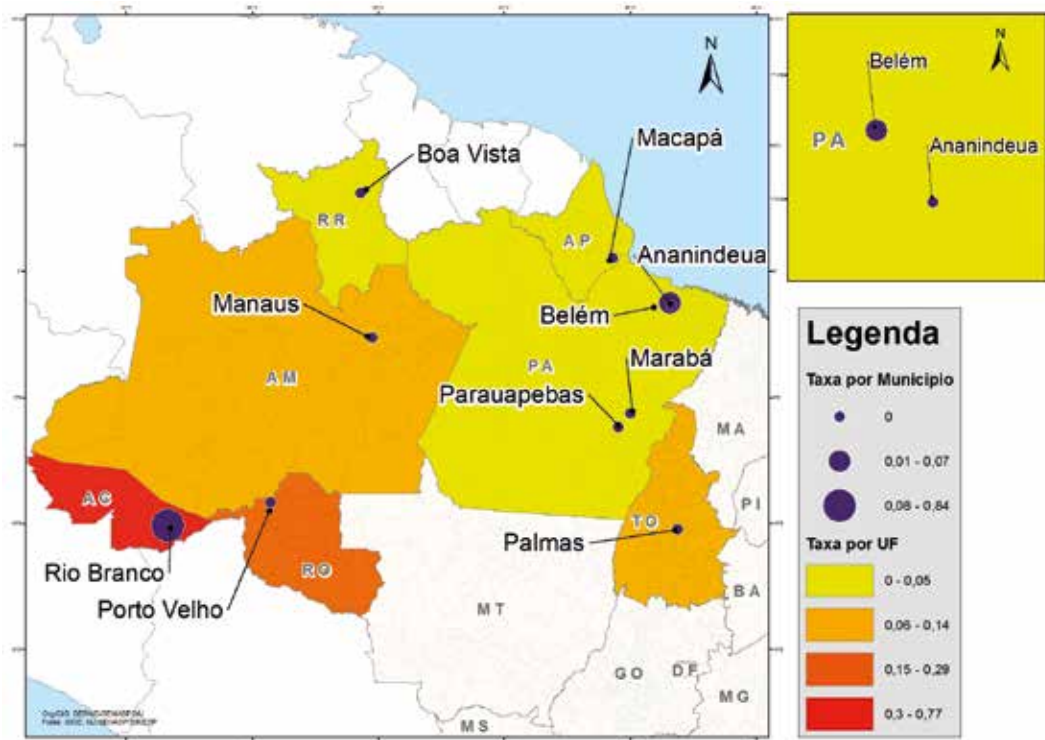 N
Boa Vista
Macapá
RR
AP
Ananindeua
Manaus
Belém
AM
PA
Marabá
Parauapebas
MA
AC
PI
TO
Palmas
Rio Branco
RO
BA
Porto Velho
MT
GO
DF
MG
MS
N
Belém
PA
Ananindeua
Legenda
Taxa por Municipio
0
0,01 - 0,07
0,08 - 0,84
Taxa por UF
0 - 0,05
0,06 - 0,14
0,15 - 0,29
0,3 - 0,77